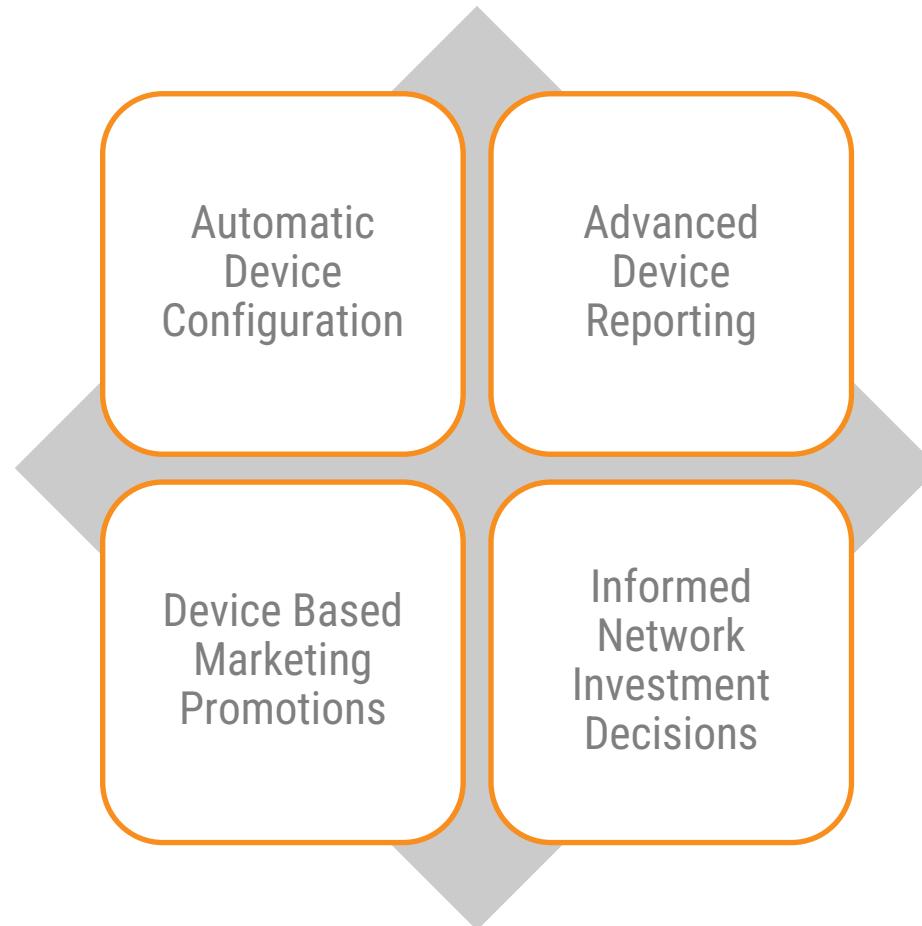 Automatic
Device
Configuration
Advanced
Device
Reporting
Device Based
Marketing
Promotions
Informed
Network
Investment
Decisions